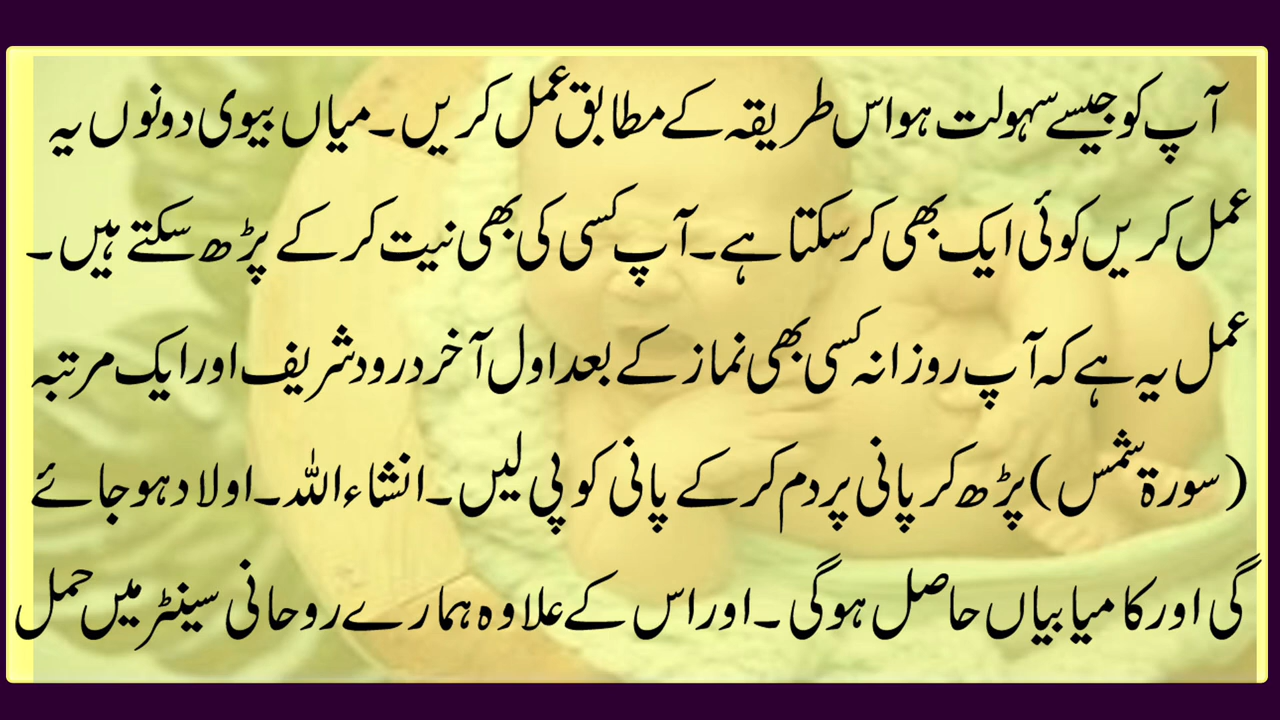 آپ کو جیسے سہولت ہو اس طریقہ کے مطابق عمل کریں۔ میاں بیوی دونوں یہ
عمل کریں کوئی ایک بھی کر سکتا ہے۔ آپ کسی کی بھی نیت کر کے پڑھ سکتے ہیں۔
عمل یہ ہے کہ آپ روزانہ کسی بھی نماز کے بعد اول آخر درود شریف اور ایک مرتبہ
(سورۃ شمس) پڑھ کر پانی پر دم کر کے پانی کو پی لیں۔ انشاء اللہ۔ اولاد ہو جائے
گی اور کامیابیاں حاصل ہوگی۔ اور اس کے علاوہ ہمارے روحانی سینٹر میں حمل